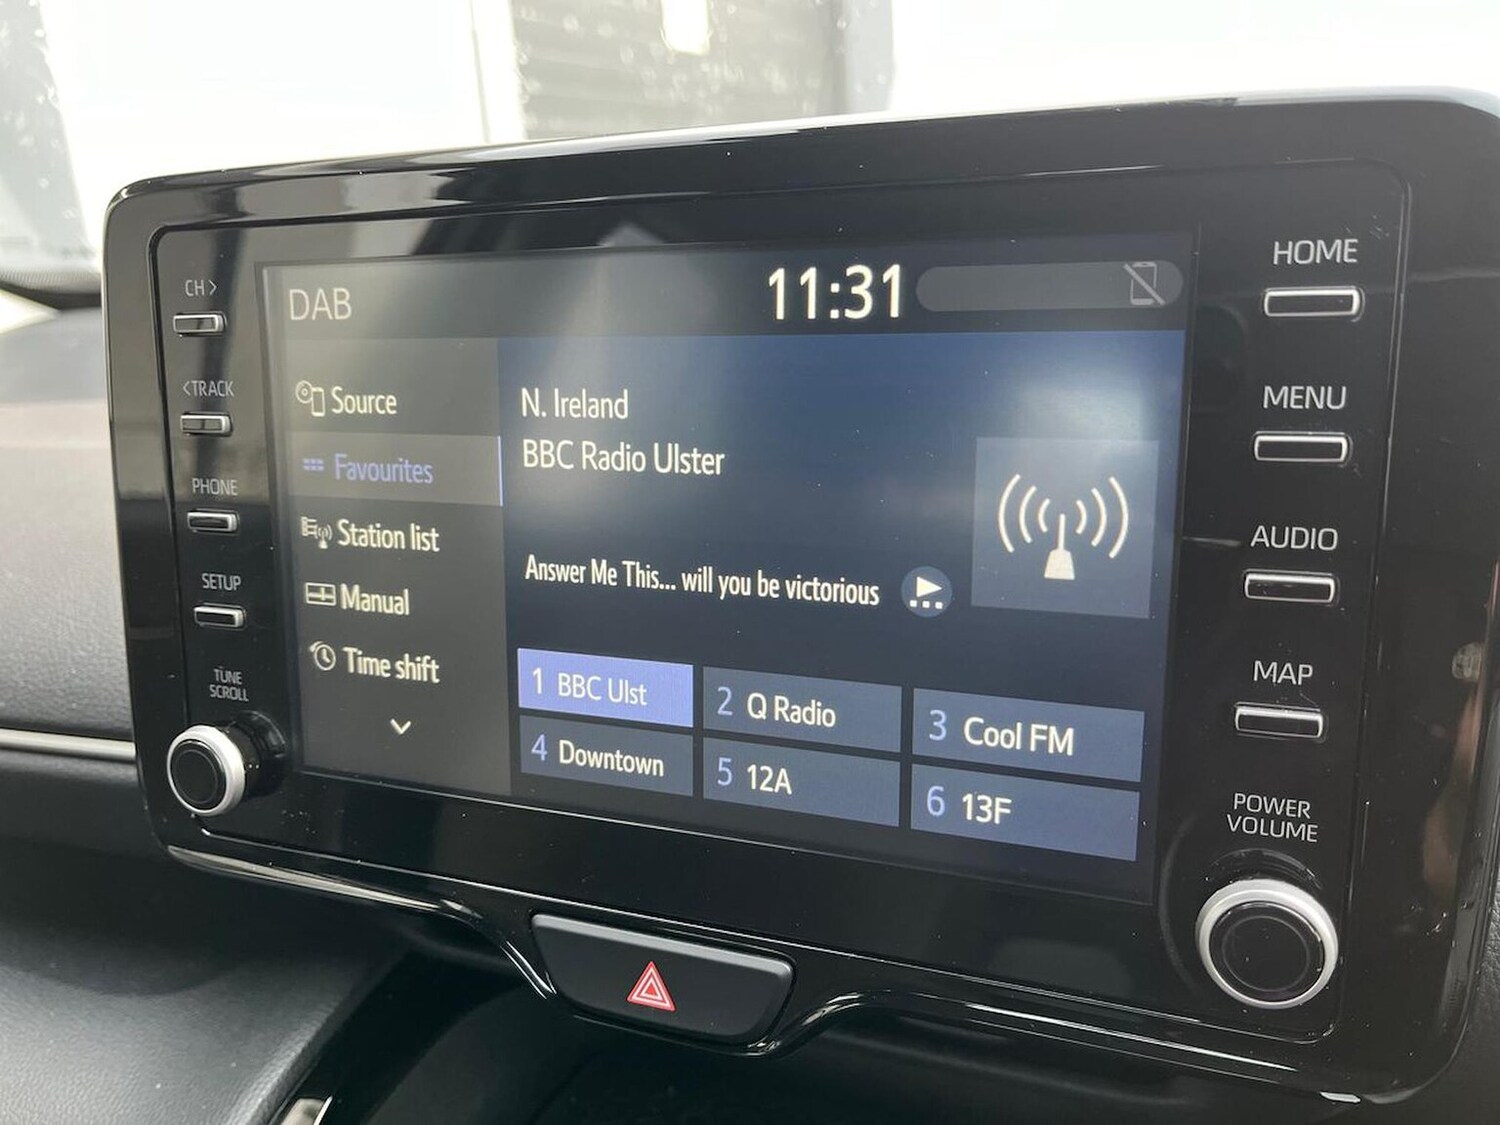 CH >
< TRACK
PHONE
SETUP
TUNE
SCROLL
DAB
11:31
Source
Favourites
Station list
Manual
Time shift
N. Ireland
BBC Radio Ulster
Answer Me This... will you be victorious
1 BBC Ulst
2 Q Radio
3 Cool FM
4 Downtown
5 12A
6 13F
HOME
MENU
AUDIO
MAP
POWER
VOLUME